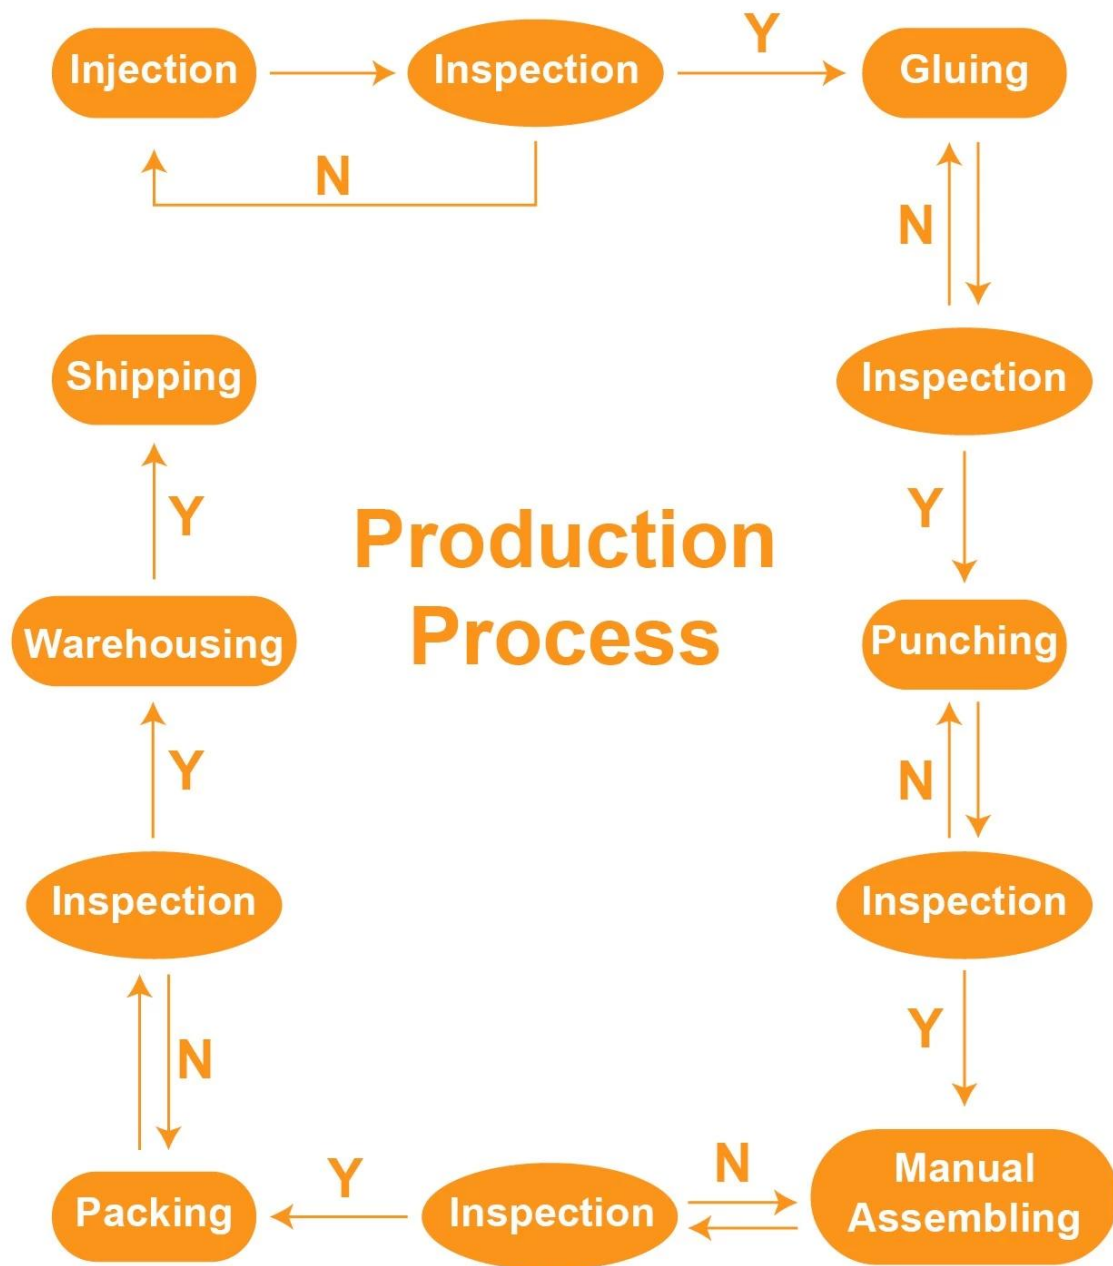 Injection
Inspection
Y
Gluing
N
N
Inspection
Y
Punching
N
Inspection
Y
Manual
Assembling
N
Inspection
Y
Packing
N
Inspection
Y
Warehousing
Y
Shipping
Production
Process